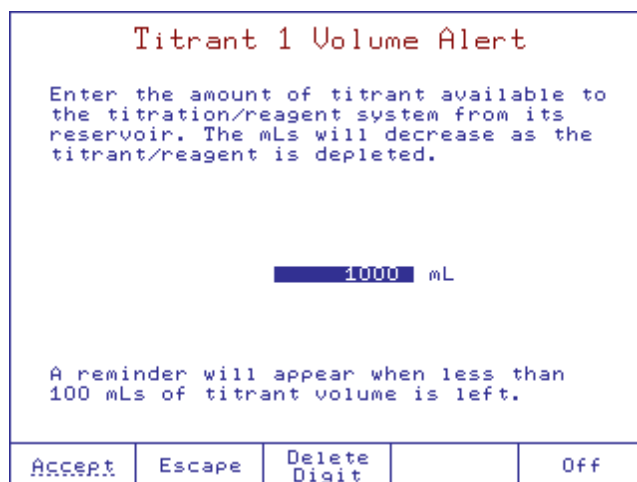 Titrant 1 Volume Alert
Enter the amount of titrant available to
the titration/reagent system from its
reservoir. The mLs will decrease as the
titrant/reagent is depleted.
1000 mL
A reminder will appear when less than
100 mLs of titrant volume is left.
Accept Escape Delete Off
Digit